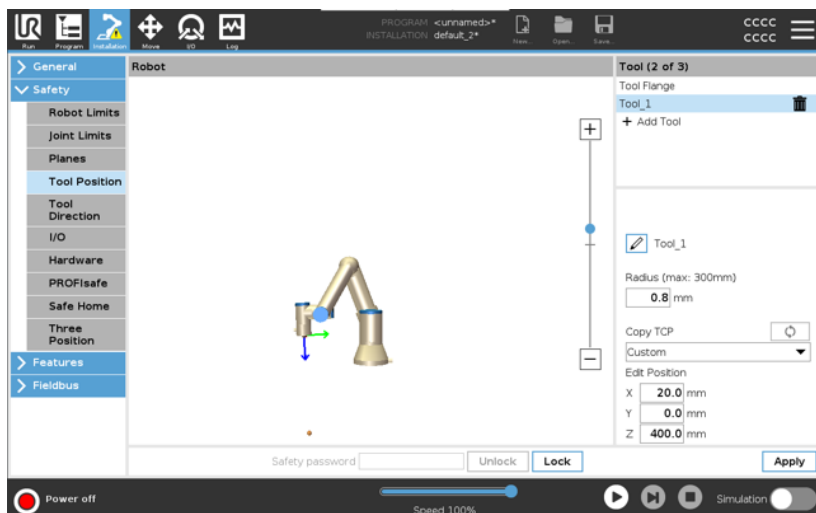 PROGRAM <unnamed>*
INSTALLATION default_2*
CCCC
CCCC
Run Program Installation Move I/O Log New... Open... Save...
General
Safety
Robot Limits
Joint Limits
Planes
Tool Position
Tool
Direction
I/O
Hardware
PROFIsafe
Safe Home
Three
Position
Features
Fieldbus
Robot
Tool (2 of 3)
Tool Flange
Tool_1
+ Add Tool
Tool_1
Radius (max: 300mm)
0.8 mm
Copy TCP
Custom
Edit Position
X 20.0 mm
Y 0.0 mm
Z 400.0 mm
Safety password Unlock Lock Apply
Power off
Speed 100%
Simulation